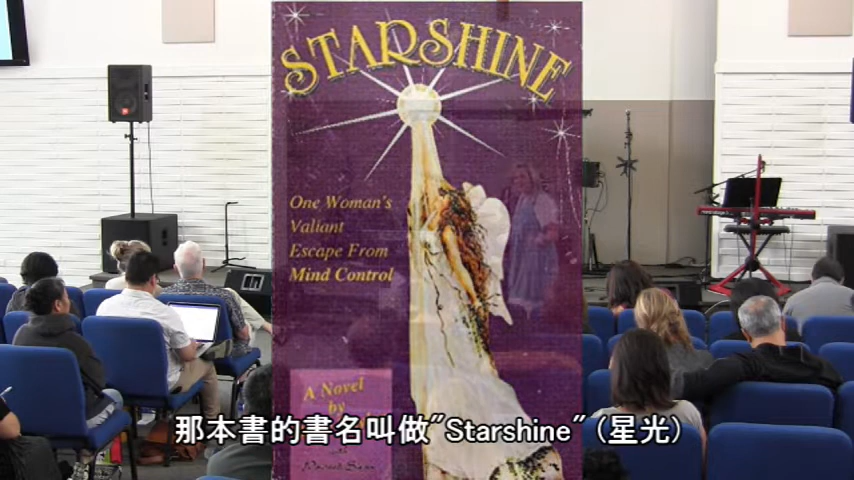 STARSHINE
One Woman's
Valiant
Escape From
Mind Control
A Novel
by
那本書的書名叫做"Starshine"(星光)